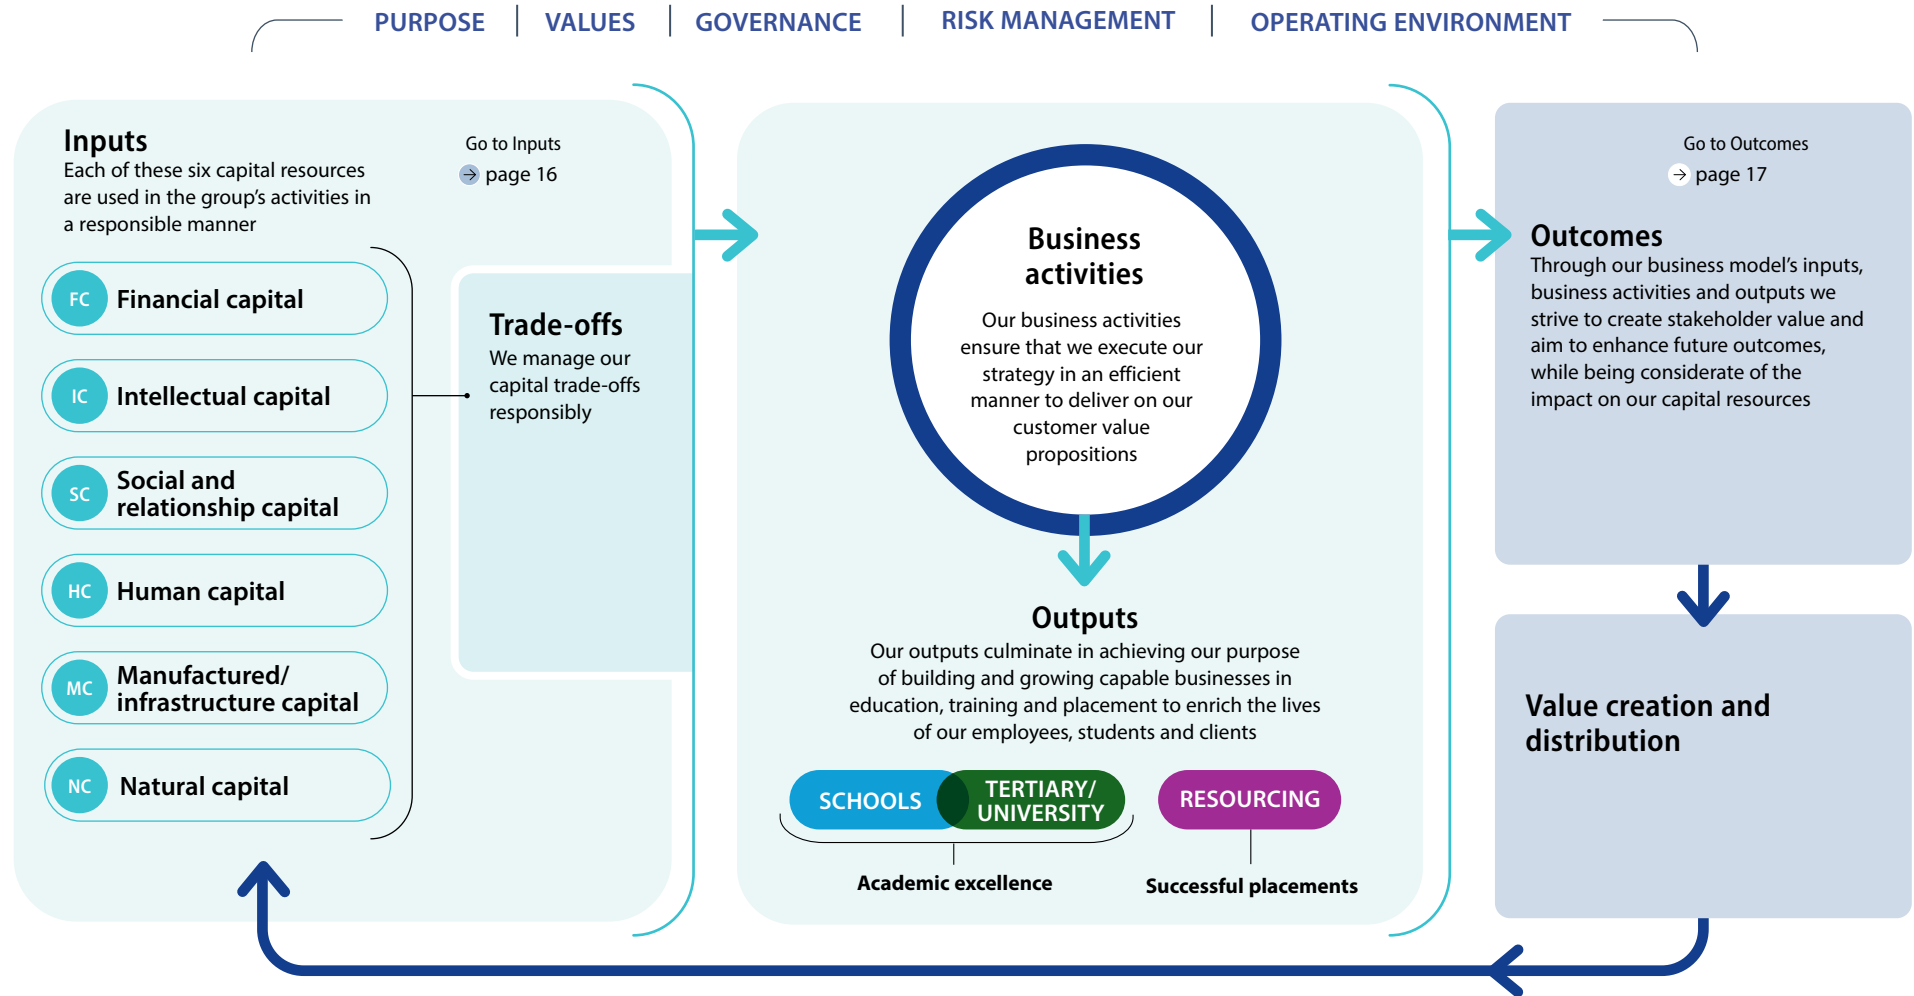 PURPOSE | VALUES | GOVERNANCE | RISK MANAGEMENT | OPERATING ENVIRONMENT
Inputs
Each of these six capital resources
are used in the group's activities in
a responsible manner
Go to Inputs
page 16
FC Financial capital
IC Intellectual capital
SC Social and
relationship capital
HC Human capital
MC Manufactured/
infrastructure capital
NC Natural capital
Trade-offs
We manage our
capital trade-offs
responsibly
Business
activities
Our business activities
ensure that we execute our
strategy in an efficient
manner to deliver on our
customer value
propositions
Outputs
Our outputs culminate in achieving our purpose
of building and growing capable businesses in
education, training and placement to enrich the lives
of our employees, students and clients
SCHOOLS
TERTIARY/
UNIVERSITY
RESOURCING
Academic excellence
Successful placements
Go to Outcomes
page 17
Outcomes
Through our business model's inputs,
business activities and outputs we
strive to create stakeholder value and
aim to enhance future outcomes,
while being considerate of the
impact on our capital resources
Value creation and
distribution